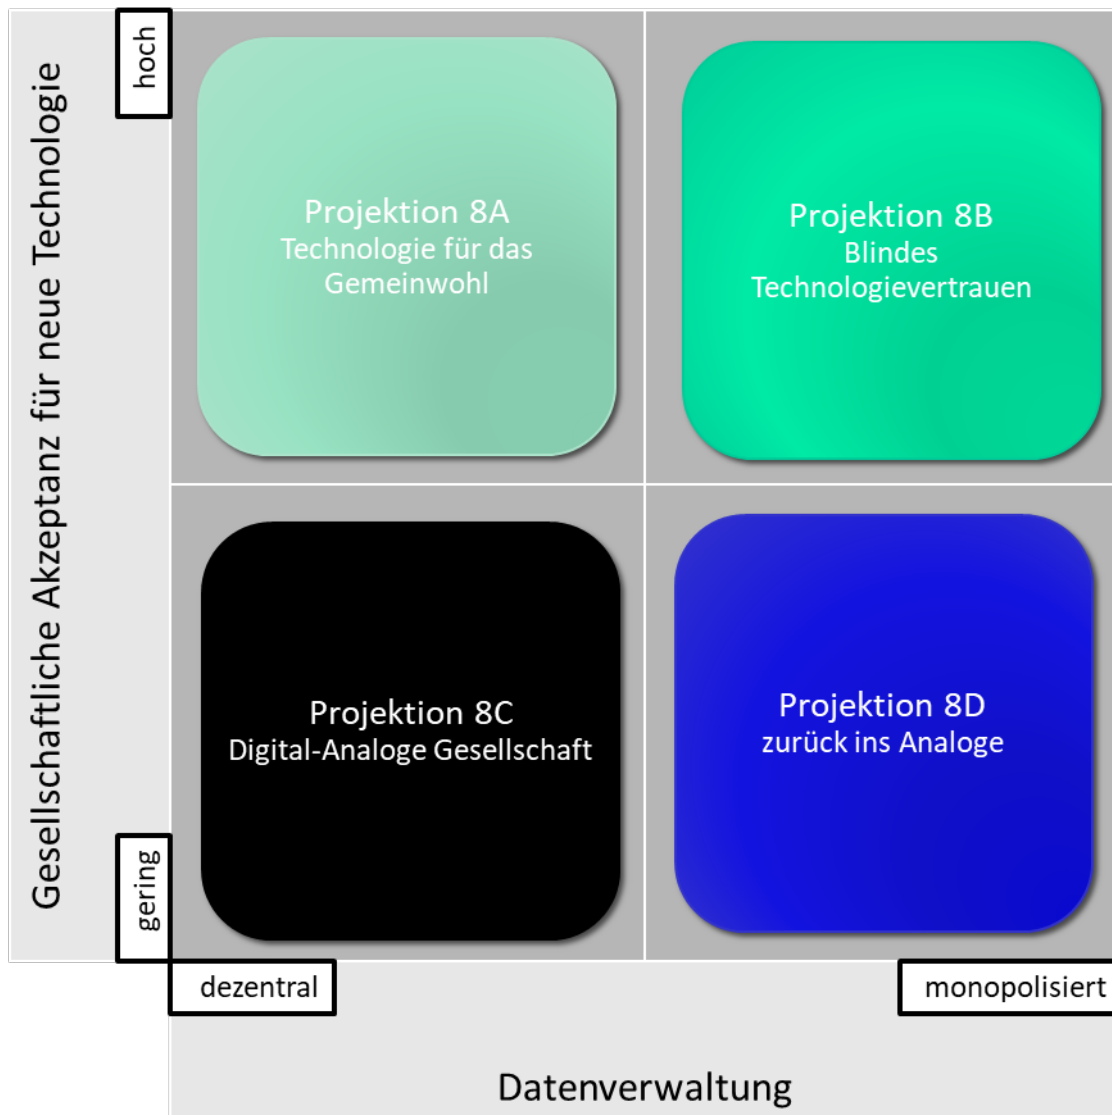 Gesellschaftliche Akzeptanz für neue Technologie
hoch
Projektion 8A
Technologie für das
Gemeinwohl
Projektion 8B
Blindes
Technologievertrauen
Projektion 8C
Digital-Analoge Gesellschaft
Projektion 8D
zurück ins Analoge
gering
dezentral
monopolisiert
Datenverwaltung